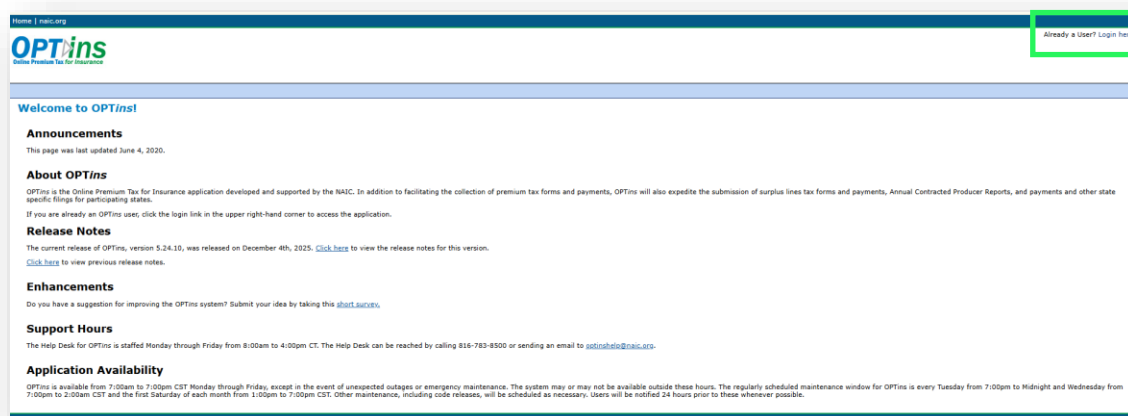 Home | naic.org
Already a User? Login her
OPTins
Online Premium Tax for Insurance
Welcome to OPTins!
Announcements
This page was last updated June 4, 2020.
About OPTins
OPTins is the Online Premium Tax for Insurance application developed and supported by the NAIC. In addition to facilitating the collection of premium tax forms and payments, OPTins will also expedite the submission of surplus lines tax forms and payments, Annual Contracted Producer Reports, and payments and other state
specific filings for participating states.
If you are already an OPTins user, click the login link in the upper right-hand corner to access the application.
Release Notes
The current release of OPTins, version 5.24.10, was released on December 4th, 2025. Click here to view the release notes for this version.
Click here to view previous release notes.
Enhancements
Do you have a suggestion for improving the OPTins system? Submit your idea by taking this short survey.
Support Hours
The Help Desk for OPTins is staffed Monday through Friday from 8:00am to 4:00pm CT. The Help Desk can be reached by calling 816-783-8500 or sending an email to optinshelp@naic.org.
Application Availability
OPTins is available from 7:00am to 7:00pm CST Monday through Friday, except in the event of unexpected outages or emergency maintenance. The system may or may not be available outside these hours. The regularly scheduled maintenance window for OPTins is every Tuesday from 7:00pm to Midnight and Wednesday from
7:00pm to 2:00am CST and the first Saturday of each month from 1:00pm to 7:00pm CST. Other maintenance, including code releases, will be scheduled as necessary. Users will be notified 24 hours prior to these whenever possible.